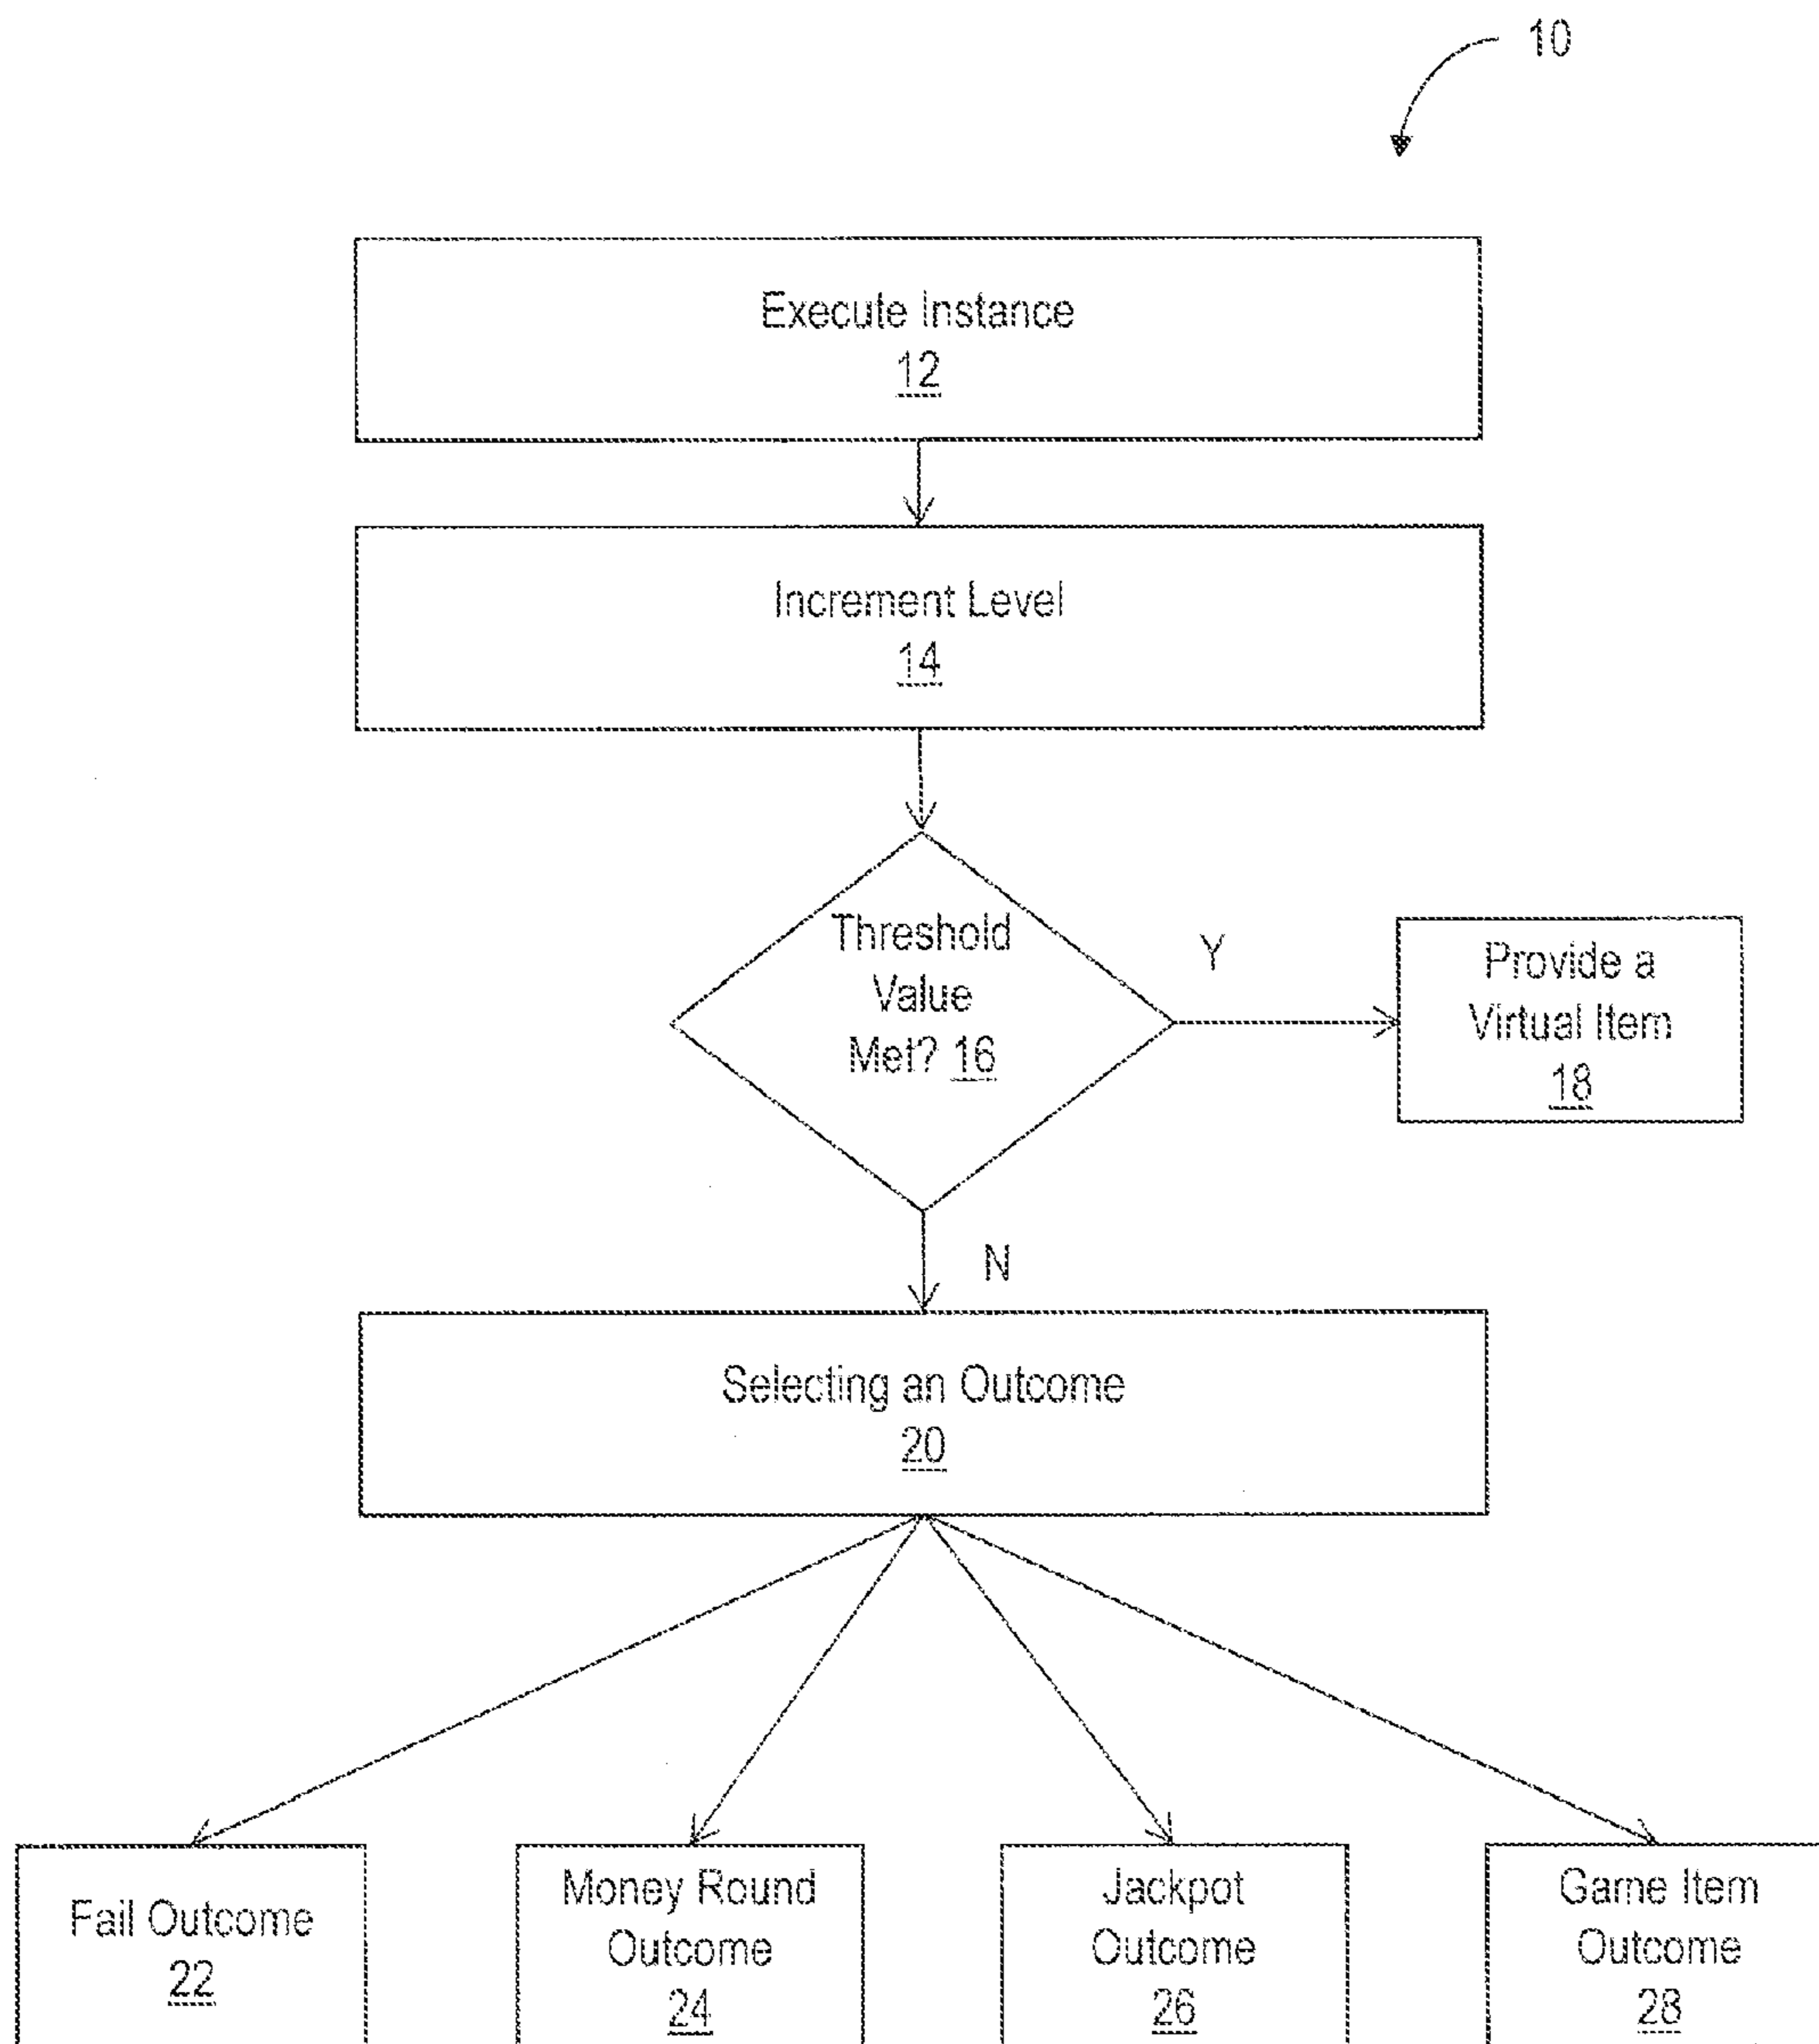 10
Execute Instance
12
Increment Level
14
Threshold
Value
Met? 16
Y
Provide a
Virtual Item
18
N
Selecting an Outcome
20
Fail Outcome
22
Money Round
Outcome
24
Jackpot
Outcome
26
Game Item
Outcome
28